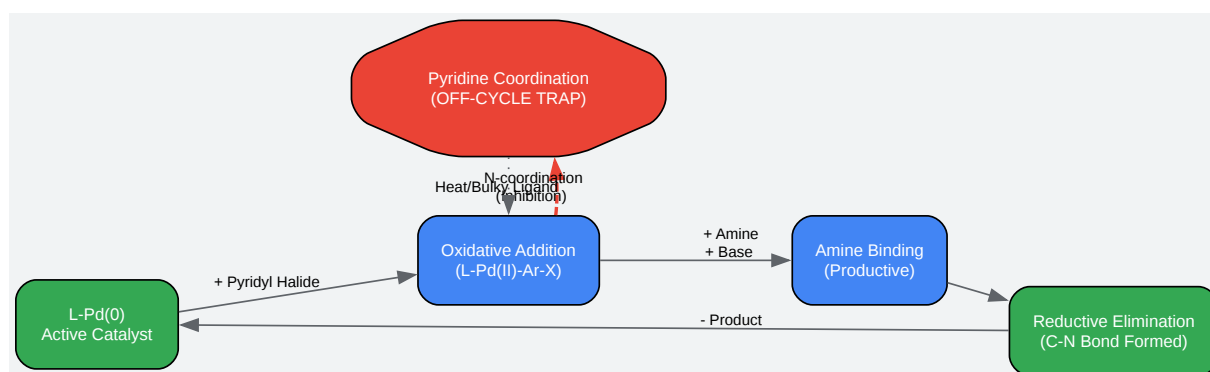 Pyridine Coordination
(OFF-CYCLE TRAP)
N-coordination
(Inhibition)
Heat/Bulky Ligand
Oxidative Addition
(L-Pd(II)-Ar-X)
+ Amine
+ Base
Amine Binding
(Productive)
+ Pyridyl Halide
L-Pd(0)
Active Catalyst
- Product
Reductive Elimination
(C-N Bond Formed)